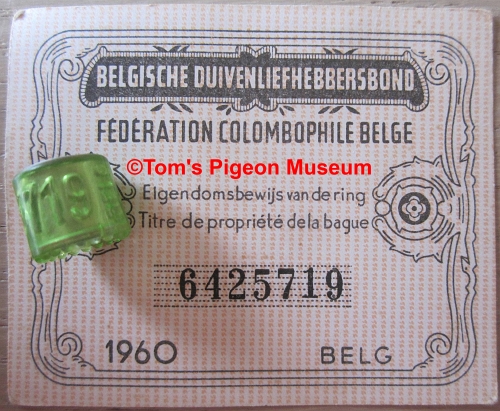 BELGISCHE DUIVENLIEFHEBBERSBOND
FÉDÉRATION COLOMBOPHILE BELGE
©Tom's Pigeon Museum
Eigendomsbewijs van de ring
Titre de propriété de la bague
719
6425719
1960 BELG